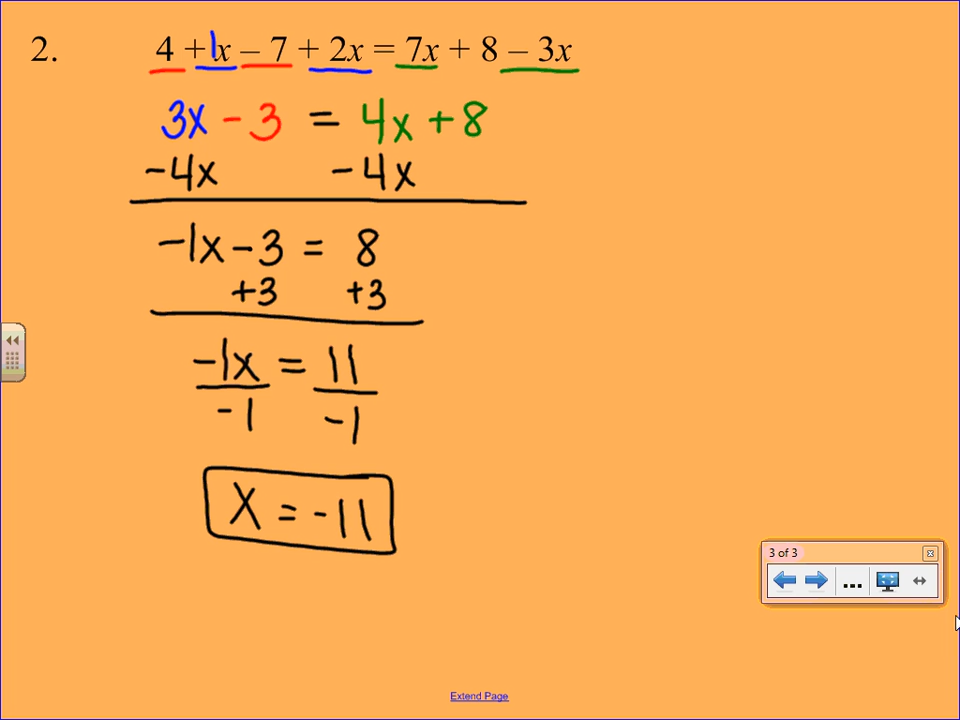 2. 4 + 1x – 7 + 2x = 7x + 8 – 3x
3x - 3 = 4x + 8
-4x -4x
-1x - 3 = 8
+3 +3
-1x = 11
-1 -1
x = -11
3 of 3
...
Extend Page